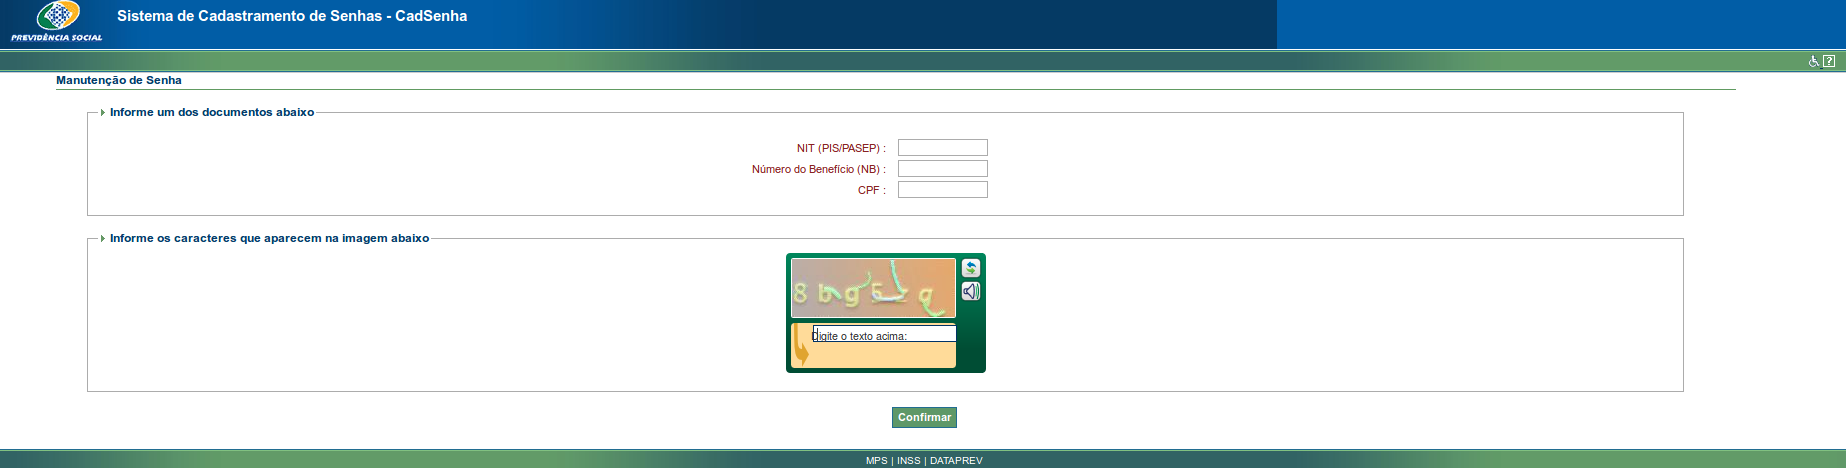 Sistema de Cadastramento de Senhas - CadSenha
PREVIDÊNCIA SOCIAL
Manutenção de Senha
Informe um dos documentos abaixo
NIT (PIS/PASEP) :
Número do Benefício (NB) :
CPF :
Informe os caracteres que aparecem na imagem abaixo
Digite o texto acima:
Confirmar
MPS | INSS | DATAPREV